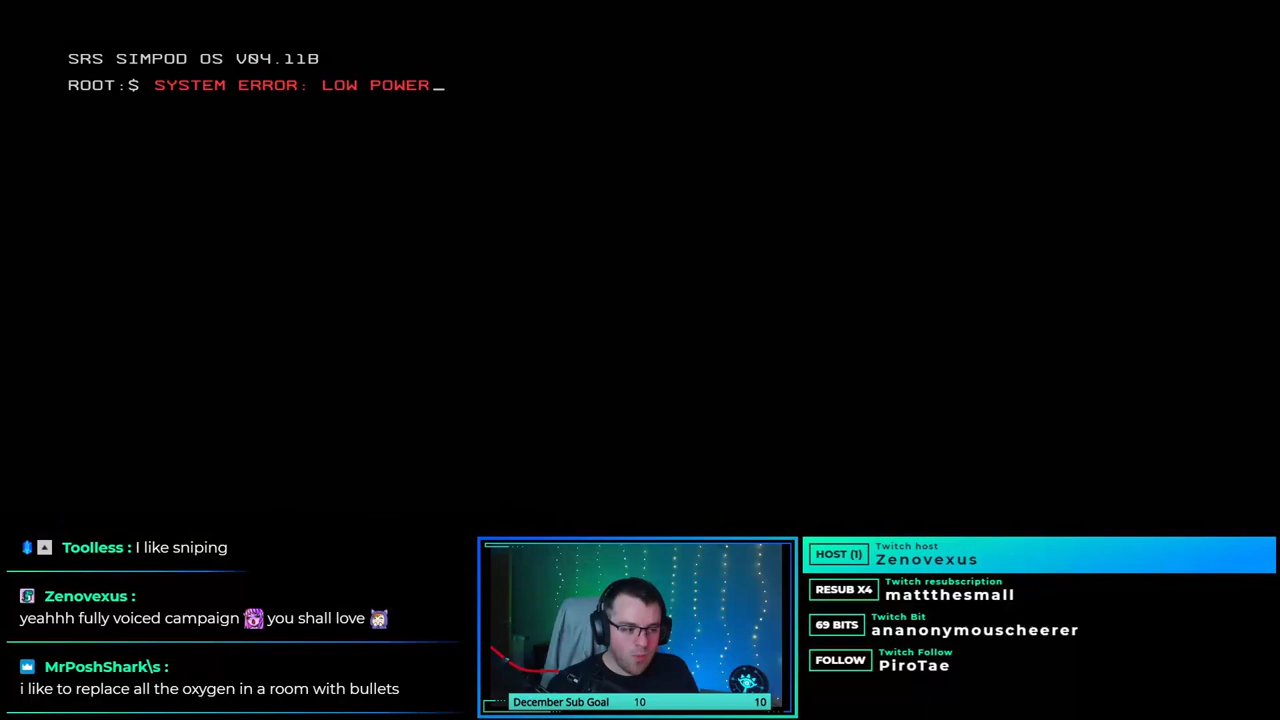 SRS SIMPOD OS V04.11B
ROOT:$ SYSTEM ERROR: LOW POWER_
Toolless : I like sniping
Zenovexus :
yeahhh fully voiced campaign you shall love
MrPoshShark\s :
i like to replace all the oxygen in a room with bullets
December Sub Goal 10 10
HOST (1) Twitch host
Zenovexus
RESUB X4 Twitch resubscription
mattthesmall
69 BITS Twitch Bit
ananonymouscheerer
FOLLOW Twitch Follow
PiroTae